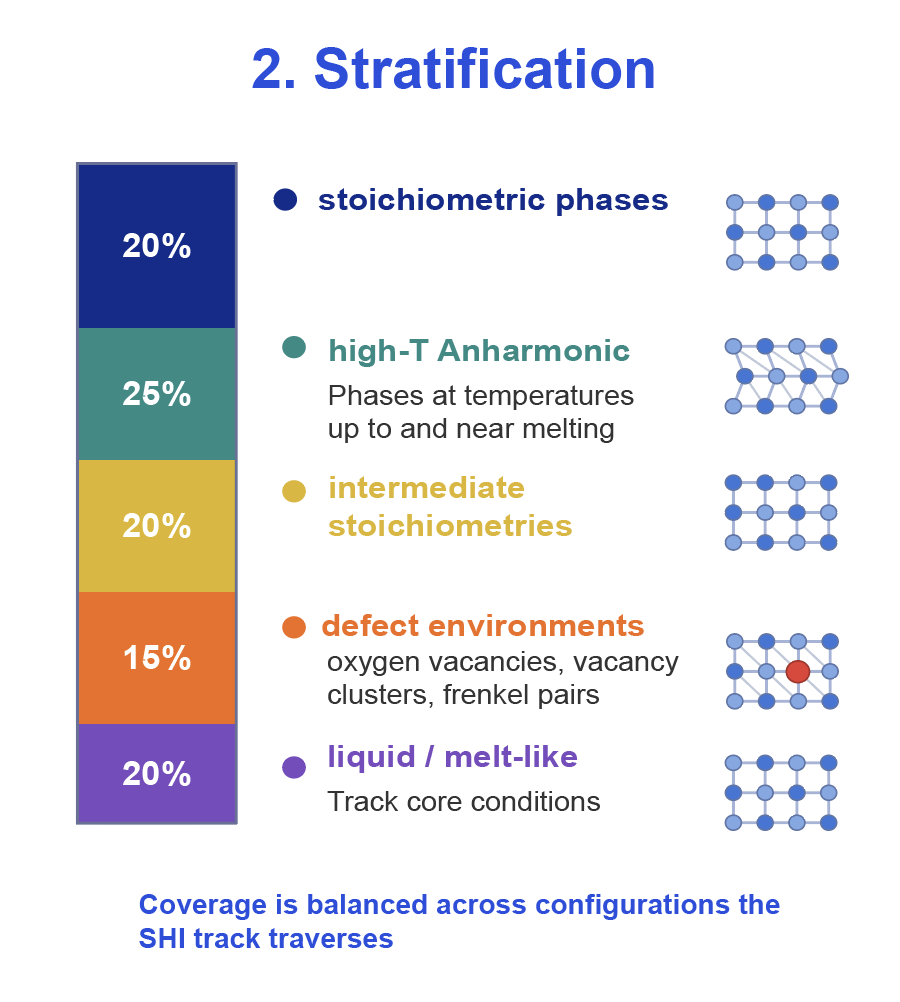 2. Stratification
20%
stoichiometric phases
25%
high-T Anharmonic
Phases at temperatures
up to and near melting
20%
intermediate
stoichiometries
15%
defect environments
oxygen vacancies, vacancy
clusters, frenkel pairs
20%
liquid / melt-like
Track core conditions
Coverage is balanced across configurations the
SHI track traverses